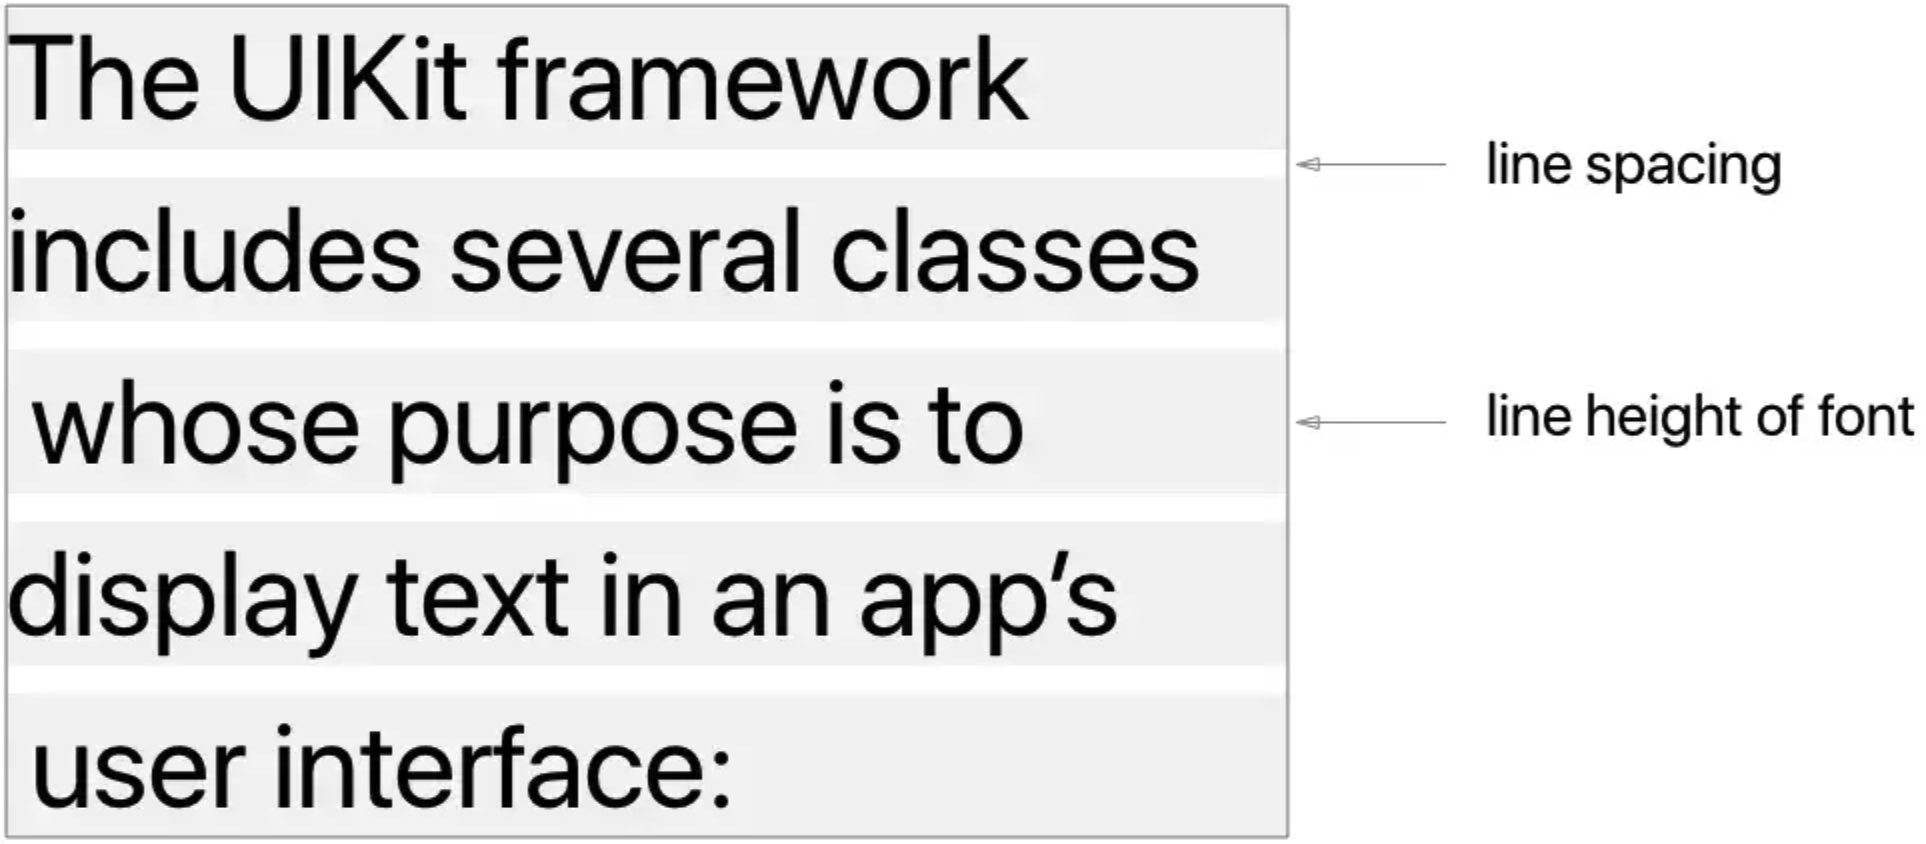 The UIKit framework
line spacing
includes several classes
whose purpose is to
line height of font
display text in an app’s
user interface: